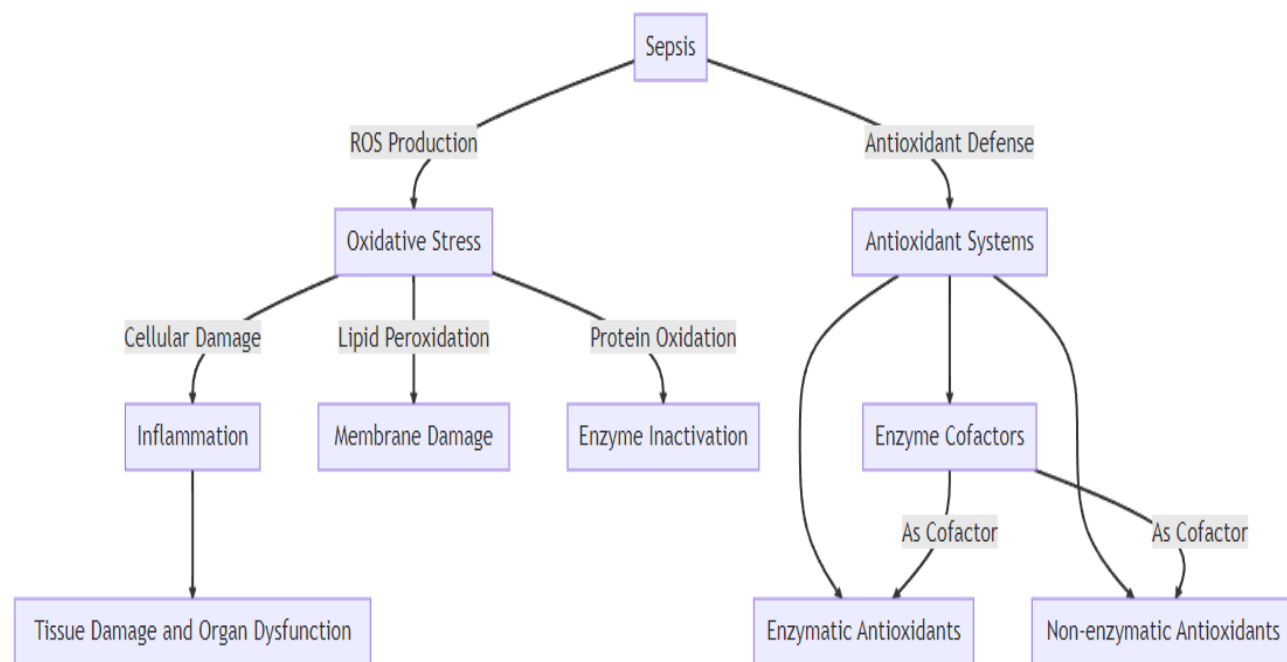 Sepsis
ROS Production
Antioxidant Defense
Oxidative Stress
Antioxidant Systems
Cellular Damage
Lipid Peroxidation
Protein Oxidation
Inflammation
Membrane Damage
Enzyme Inactivation
Enzyme Cofactors
As Cofactor
As Cofactor
Tissue Damage and Organ Dysfunction
Enzymatic Antioxidants
Non-enzymatic Antioxidants